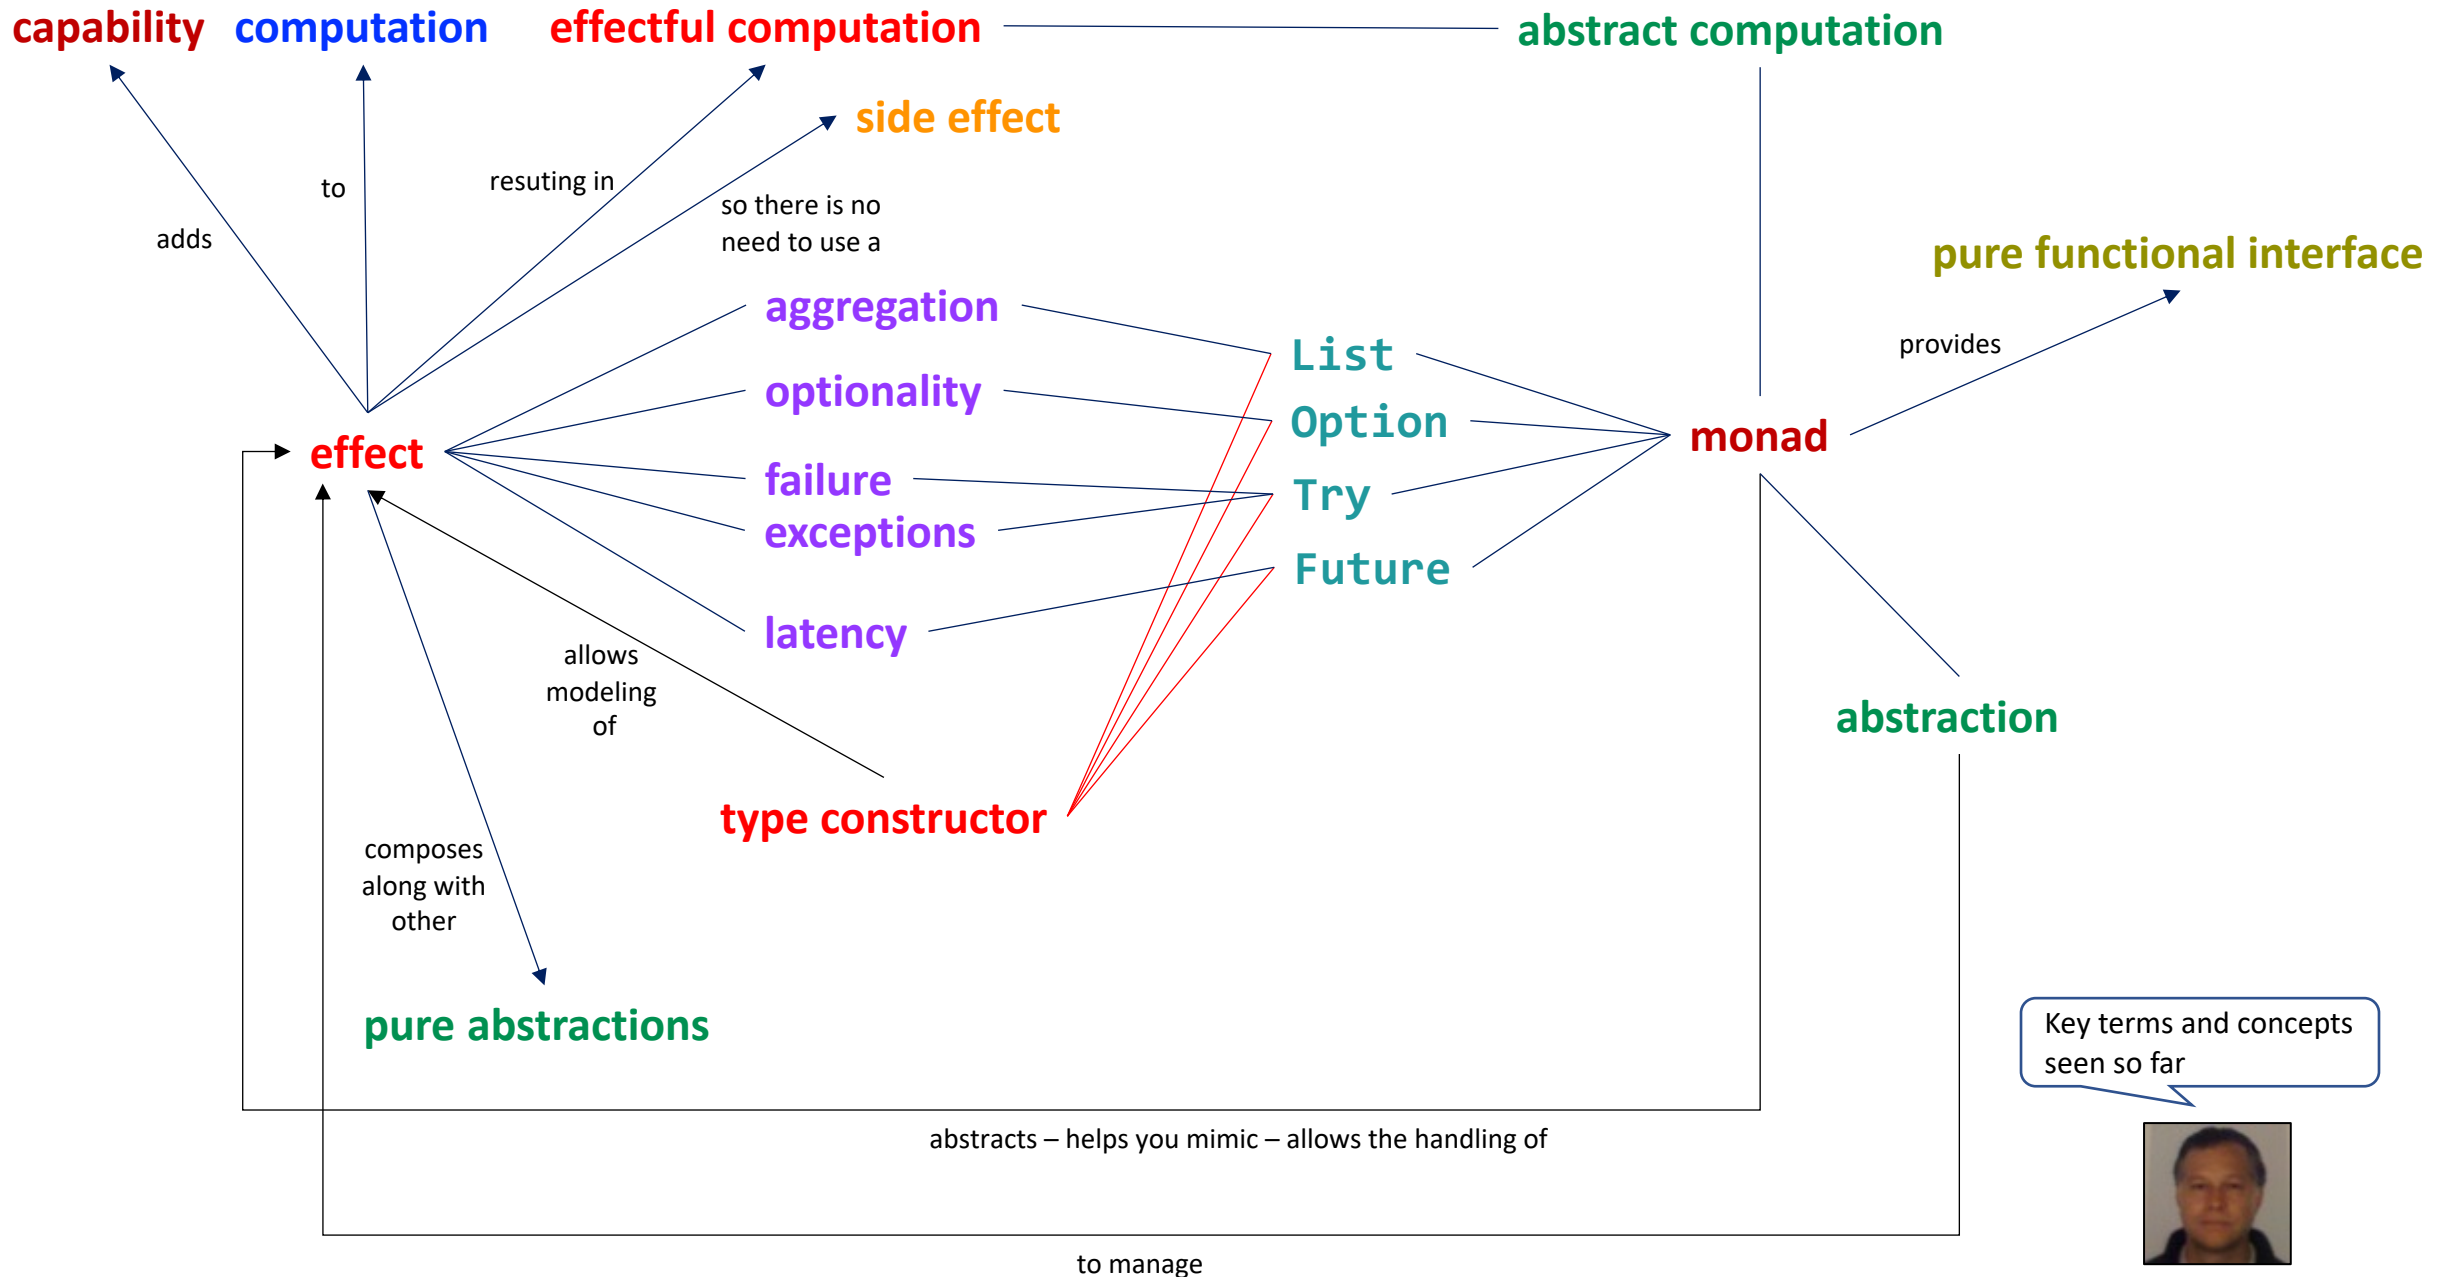 capability
computation
effectful computation
abstract computation
side effect
resuting in
to
so there is no
need to use a
adds
pure functional interface
aggregation
provides
List
optionality
Option
monad
effect
failure
Try
exceptions
Future
latency
allows
modeling
of
abstraction
type constructor
composes
along with
other
pure abstractions
Key terms and concepts
seen so far
abstracts – helps you mimic – allows the handling of
to manage